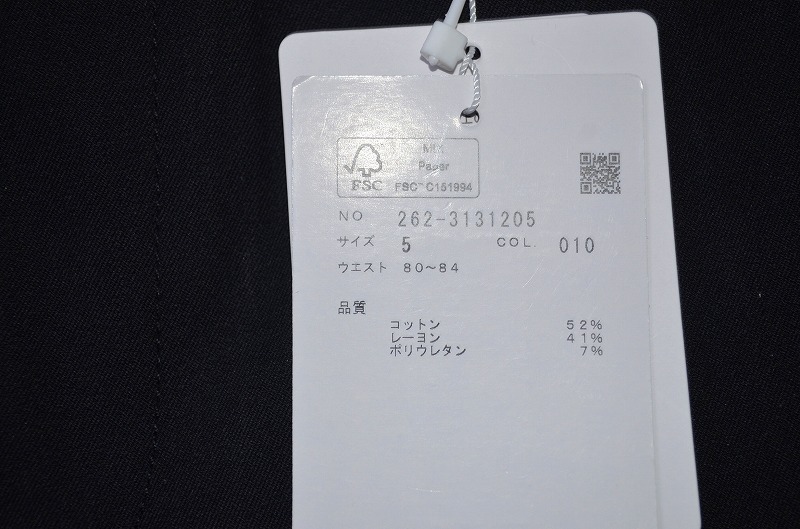 MIX
Paper
FSC™ C151994
FSC
NO 262-3131205
サイズ 5 COL. 010
ウエスト 80～84
品質
コットン 52%
レーヨン 41%
ポリウレタン 7%